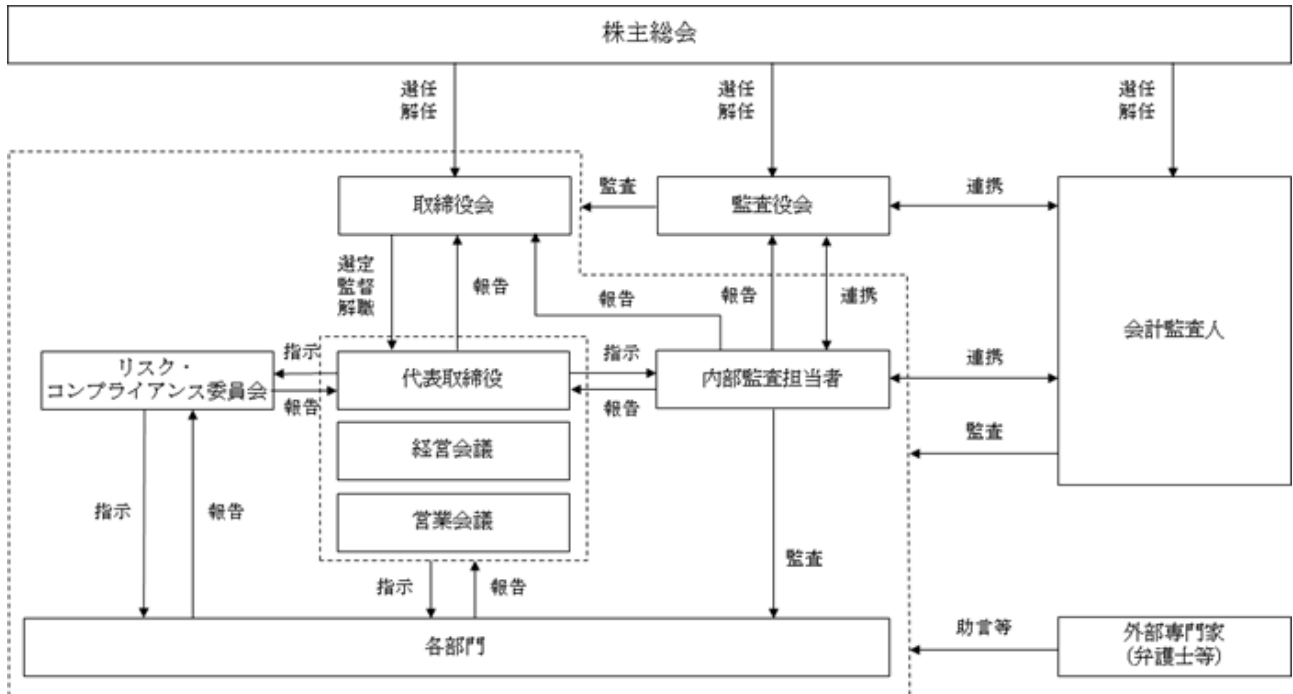 株主総会
選任
解任
選任
解任
選任
解任
取締役会
監査
監査役会
連携
選定
監督
解職
報告
報告
報告
連携
会計監査人
リスク・
コンプライアンス委員会
指示
報告
代表取締役
指示
報告
内部監査担当者
連携
監査
経営会議
営業会議
指示
報告
指示
報告
監査
各部門
助言等
外部専門家
(弁護士等)